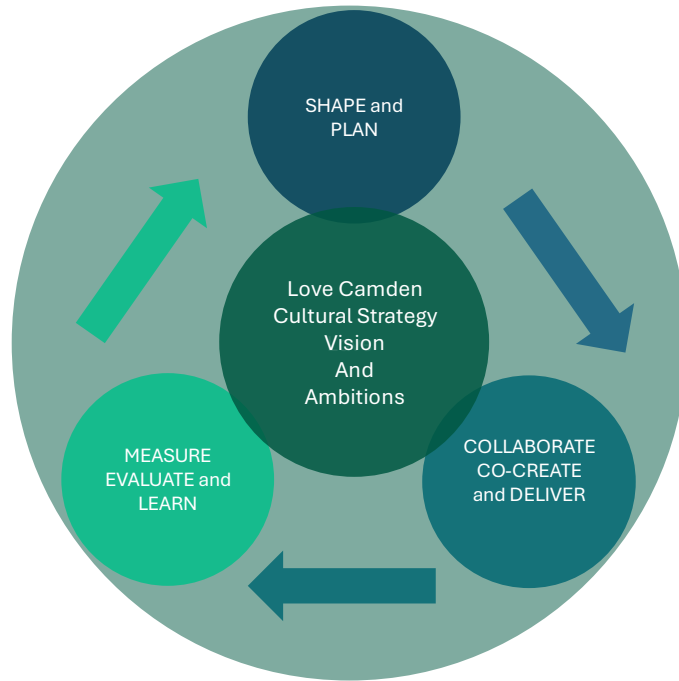 SHAPE and
PLAN
Love Camden
Cultural Strategy
Vision
And
Ambitions
MEASURE
EVALUATE and
LEARN
COLLABORATE
CO-CREATE
and DELIVER